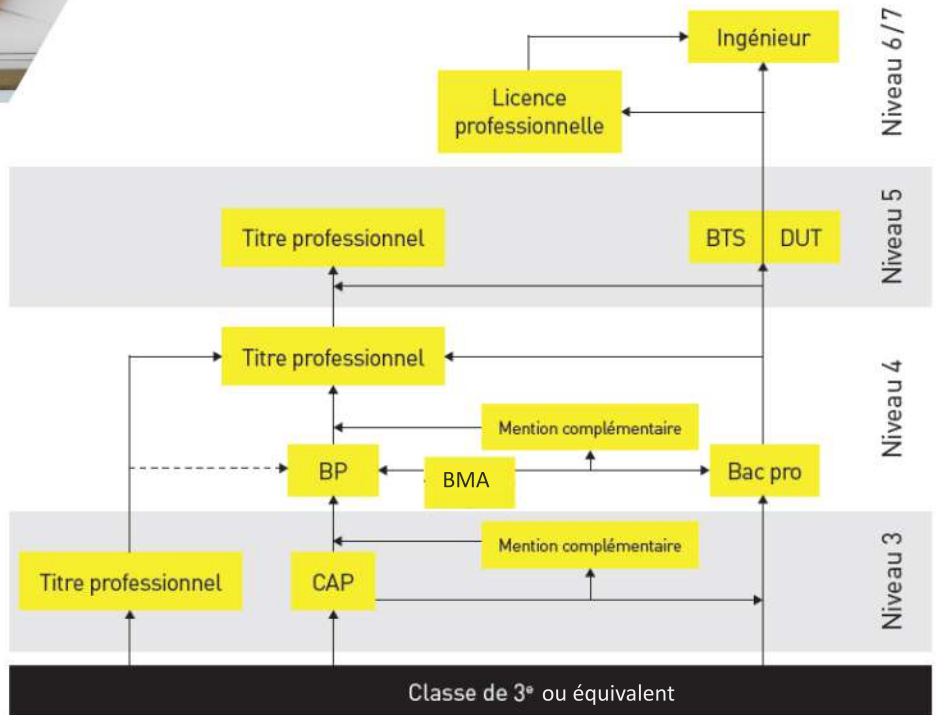 Ingénieur
Niveau 6/7
Licence
professionnelle
Niveau 5
Titre professionnel
BTS
DUT
Titre professionnel
Niveau 4
Mention complémentaire
BP
BMA
Bac pro
Niveau 3
Mention complémentaire
Titre professionnel
CAP
Classe de 3e ou équivalent